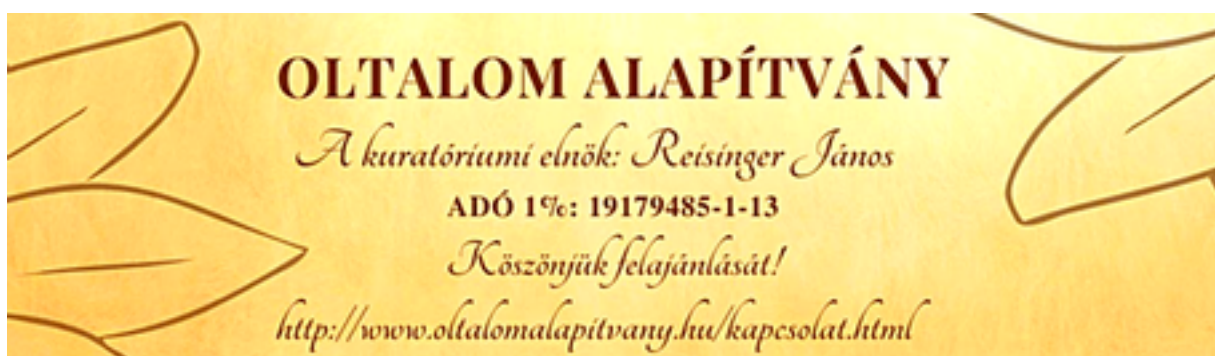 OLTALOM ALAPÍTVÁNY
A kuratóriumi elnök: Reisinger János
ADÓ 1%: 19179485-1-13
Köszönjük felajánlását!
http://www.oltalomalapitvany.hu/kapcsolat.html